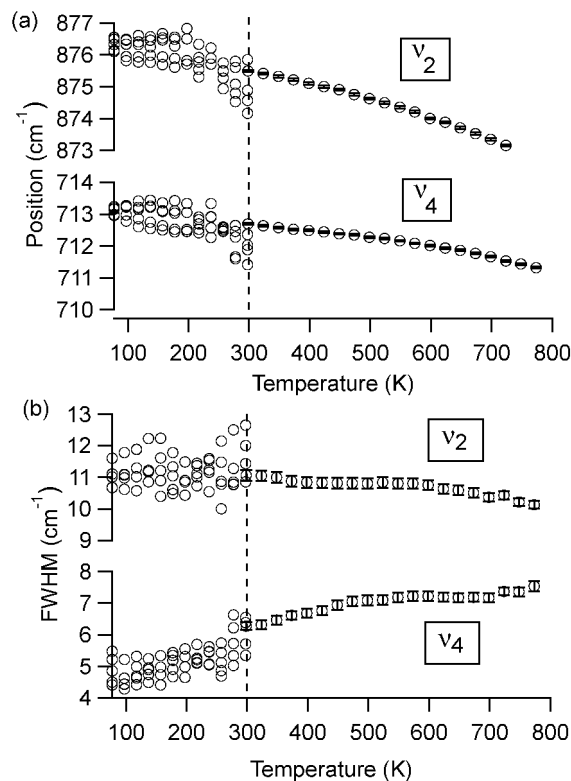 (a)
877
876
875
874
873
ν2
714
713
712
711
710
ν4
Position (cm-1)
100 200 300 400 500 600 700 800
Temperature (K)
(b)
13
12
11
10
9
ν2
8
7
6
5
4
ν4
FWHM (cm-1)
100 200 300 400 500 600 700 800
Temperature (K)